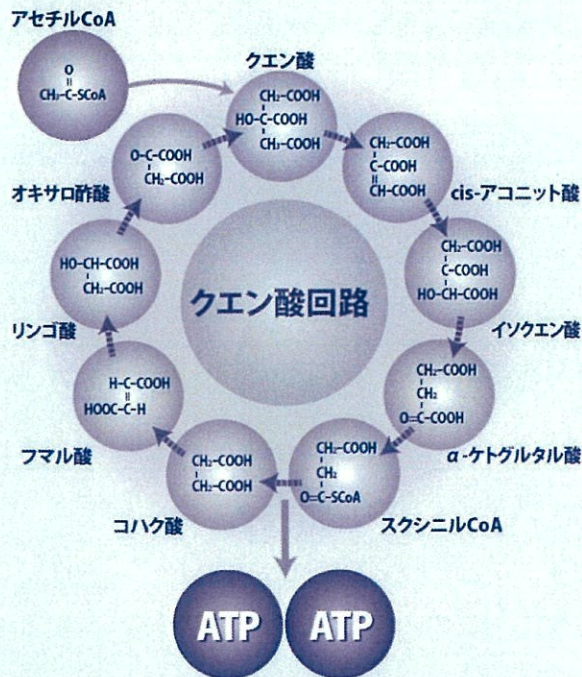 アセチルCoA
O
CH₃-C-SCoA
クエン酸
CH₂-COOH
HO-C-COOH
CH₂-COOH
cis-アコニット酸
CH₂-COOH
C-COOH
CH-COOH
イソクエン酸
CH₂-COOH
C-COOH
HO-CH-COOH
α-ケトグルタル酸
CH₂-COOH
CH₂
O=C-COOH
スクシニルCoA
CH₂-COOH
CH₂
O=C-SCoA
コハク酸
CH₂-COOH
CH₂-COOH
フマル酸
H-C-COOH
HOOC-C-H
リンゴ酸
HO-CH-COOH
CH₂-COOH
オキサロ酢酸
O-C-COOH
CH₂-COOH
クエン酸回路
ATP
ATP